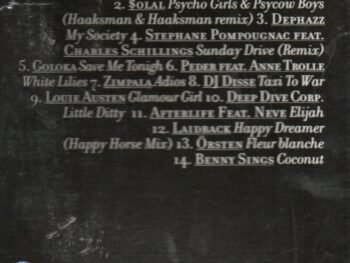 2. $OLAL Psycho Girls & Psycow Boys
(Haaksman & Haaksman remix) 3. DEPHAZZ
My Society 4. STEPHANE POMPOUGNAC FEAT.
CHARLES SCHILLINGS Sunday Drive (Remix)
5. GOLOKA Save Me Tonigh 6. PEDER FEAT. ANNE TROLLE
White Lilies 7. ZIMPALA Adios 8. DJ DISSE Taxi To War
9. LOUIE AUSTEN Glamour Girl 10. DEEP DIVE CORP.
Little Ditty 11. AFTERLIFE FEAT. NEVE Elijah
12. LAIDBACK Happy Dreamer
(Happy Horse Mix) 13. ÖRSTEN Fleur blanche
14. BENNY SINGS Coconut